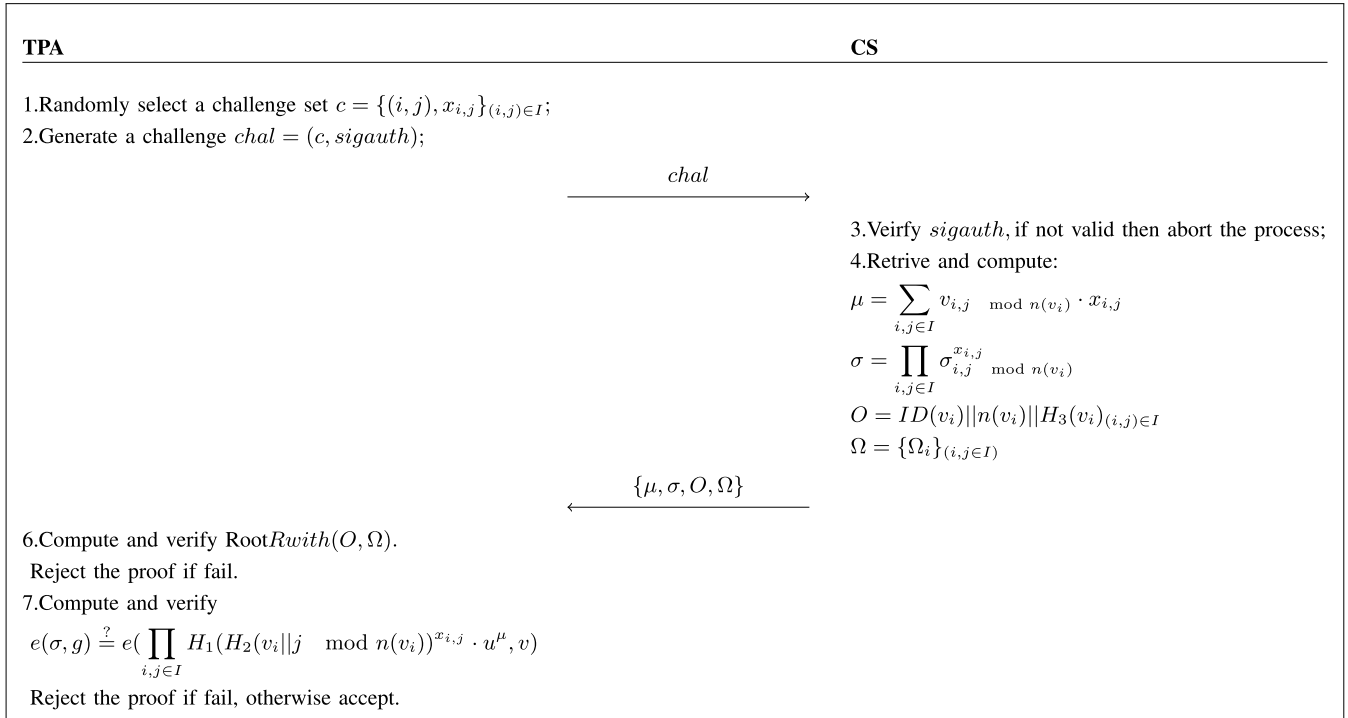 TPA CS
1.Randomly select a challenge set c = {(i, j), x_{i,j}}_{(i,j)∈I};
2.Generate a challenge chal = (c, sigauth);
chal
3.Veirfy sigauth, if not valid then abort the process;
4.Retrive and compute:
μ = ∑_{i,j∈I} v_{i,j mod n(v_i)} · x_{i,j}
σ = ∏_{i,j∈I} σ_{i,j mod n(v_i)}^{x_{i,j}}
O = ID(v_i)||n(v_i)||H_3(v_i)_{(i,j)∈I}
Ω = {Ω_i}_{(i,j∈I)}
{μ, σ, O, Ω}
6.Compute and verify RootRwith(O, Ω).
Reject the proof if fail.
7.Compute and verify
e(σ, g) ≟ e(∏_{i,j∈I} H_1(H_2(v_i||j mod n(v_i))^{x_{i,j}} · u^μ, v)
Reject the proof if fail, otherwise accept.